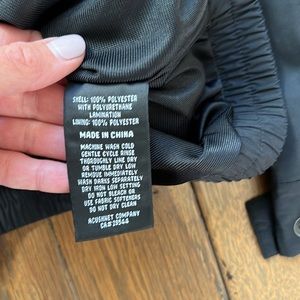 SHELL: 100% POLYESTER
WITH POLYURETHANE
LAMINATION
LINING: 100% POLYESTER
MADE IN CHINA
MACHINE WASH COLD
GENTLE CYCLE RINSE
THOROUGHLY LINE DRY
OR TUMBLE DRY LOW
REMOVE IMMEDIATELY
WASH DARKS SEPARATELY
DRY IRON LOW SETTING
DO NOT BLEACH OR
USE FABRIC SOFTENERS
DO NOT DRY CLEAN
ACUSHNET COMPANY